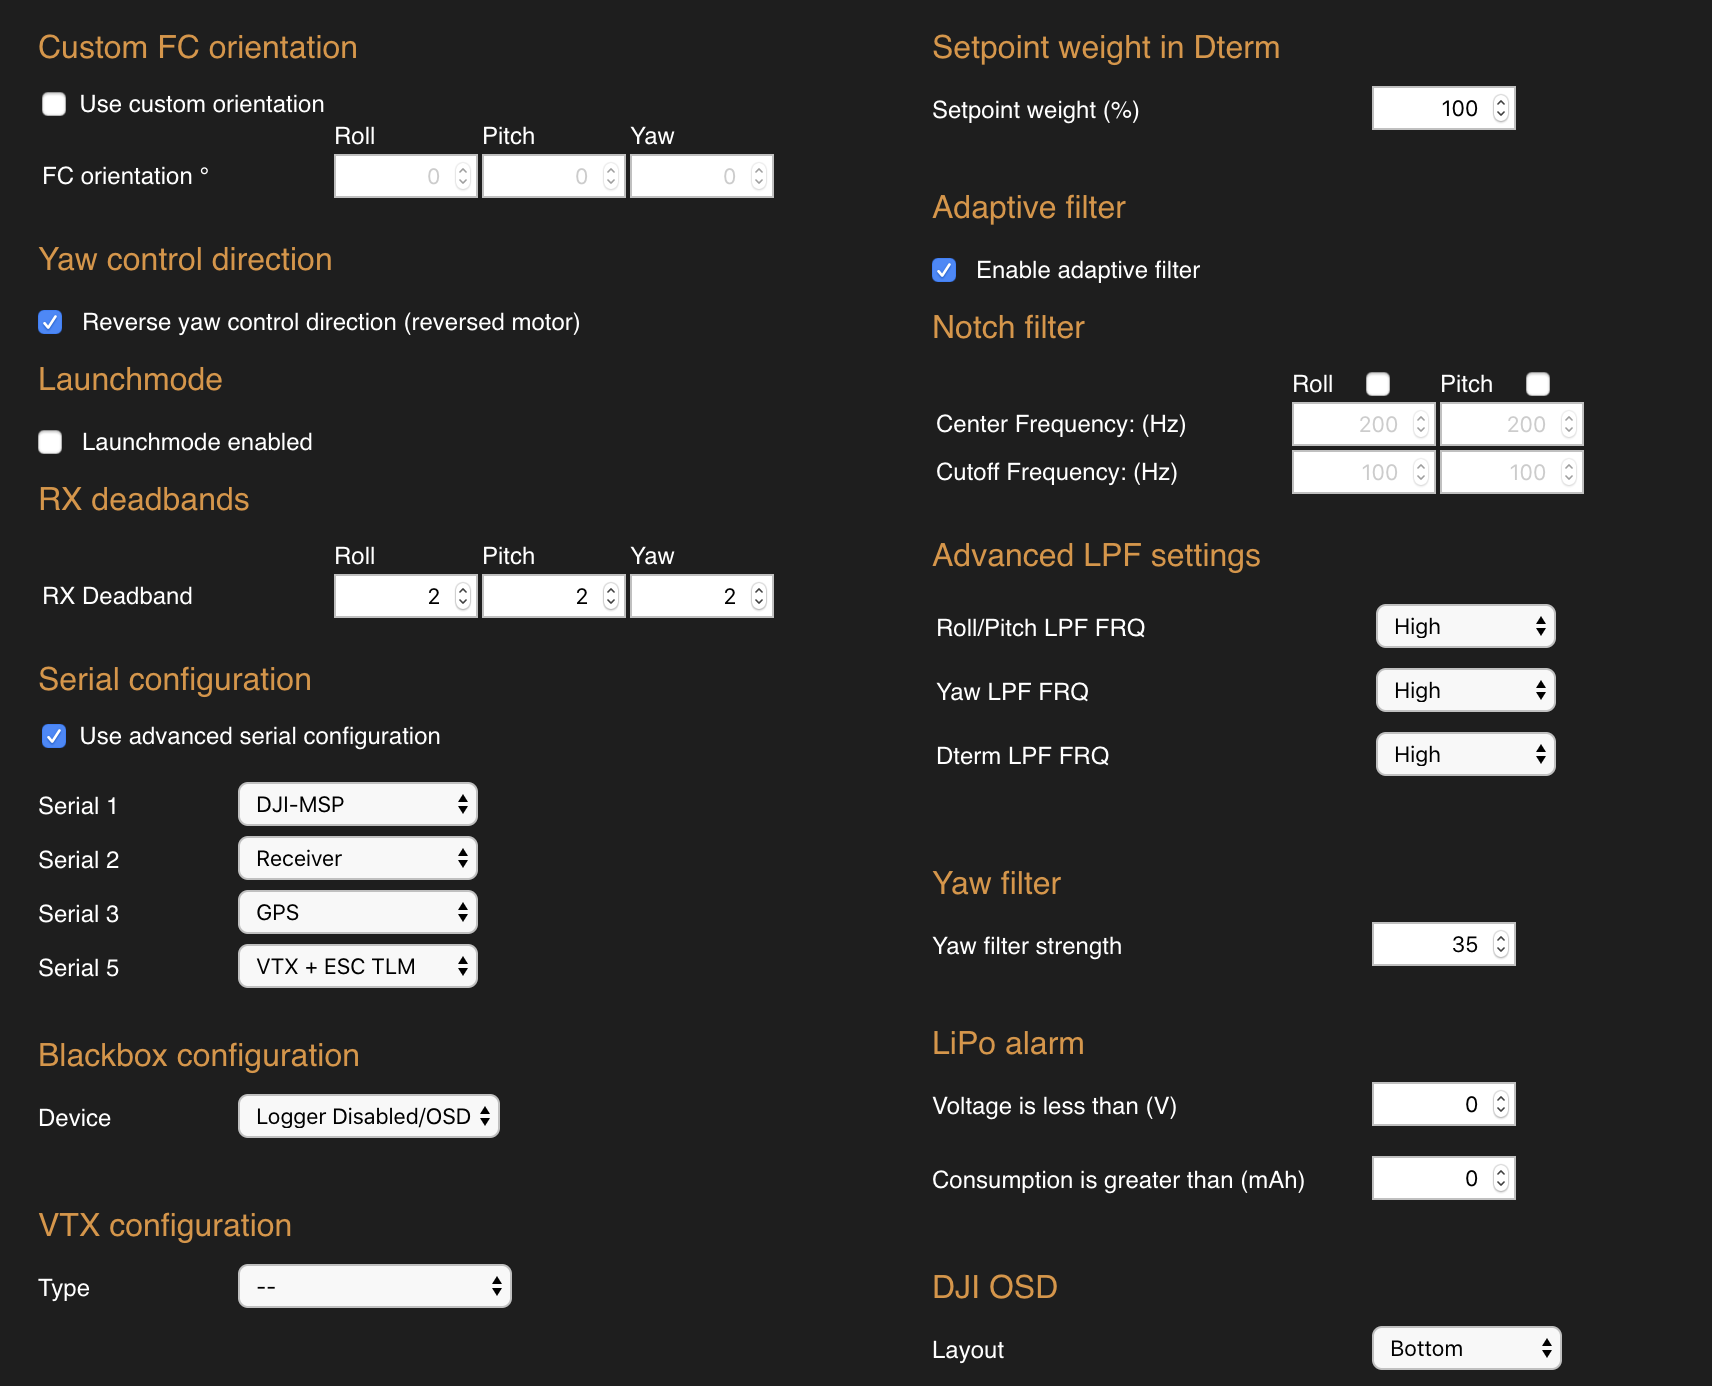 Custom FC orientation
Use custom orientation
Roll Pitch Yaw
FC orientation ° 0 0 0
Yaw control direction
Reverse yaw control direction (reversed motor)
Launchmode
Launchmode enabled
RX deadbands
Roll Pitch Yaw
RX Deadband 2 2 2
Serial configuration
Use advanced serial configuration
Serial 1 DJI-MSP
Serial 2 Receiver
Serial 3 GPS
Serial 5 VTX + ESC TLM
Blackbox configuration
Device Logger Disabled/OSD
VTX configuration
Type --
Setpoint weight in Dterm
Setpoint weight (%) 100
Adaptive filter
Enable adaptive filter
Notch filter
Roll Pitch
Center Frequency: (Hz) 200 200
Cutoff Frequency: (Hz) 100 100
Advanced LPF settings
Roll/Pitch LPF FRQ High
Yaw LPF FRQ High
Dterm LPF FRQ High
Yaw filter
Yaw filter strength 35
LiPo alarm
Voltage is less than (V) 0
Consumption is greater than (mAh) 0
DJI OSD
Layout Bottom